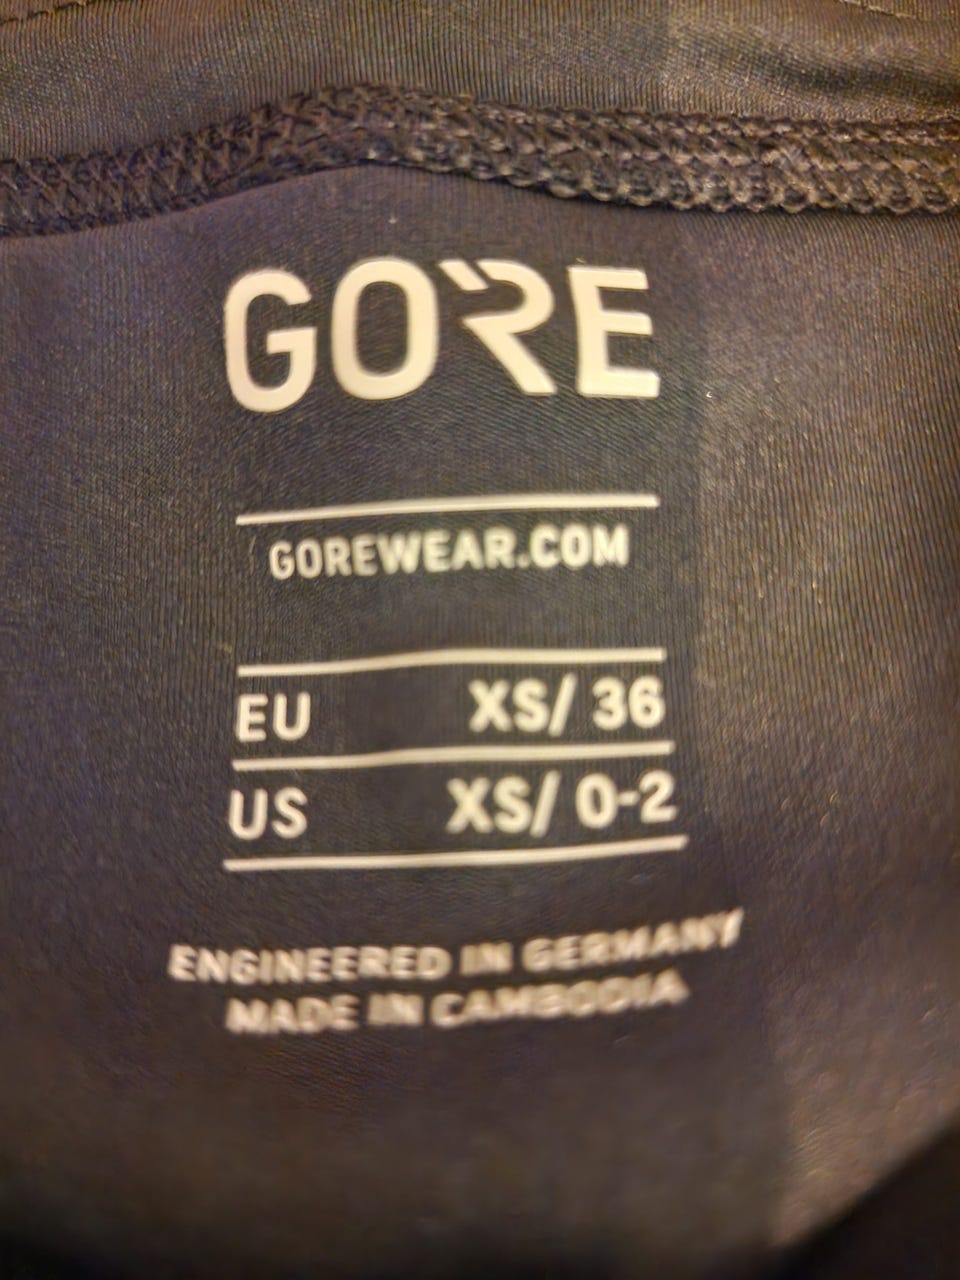 GORE
GOREWEAR.COM
EU XS/ 36
US XS/ 0-2
ENGINEERED IN GERMANY
MADE IN CAMBODIA